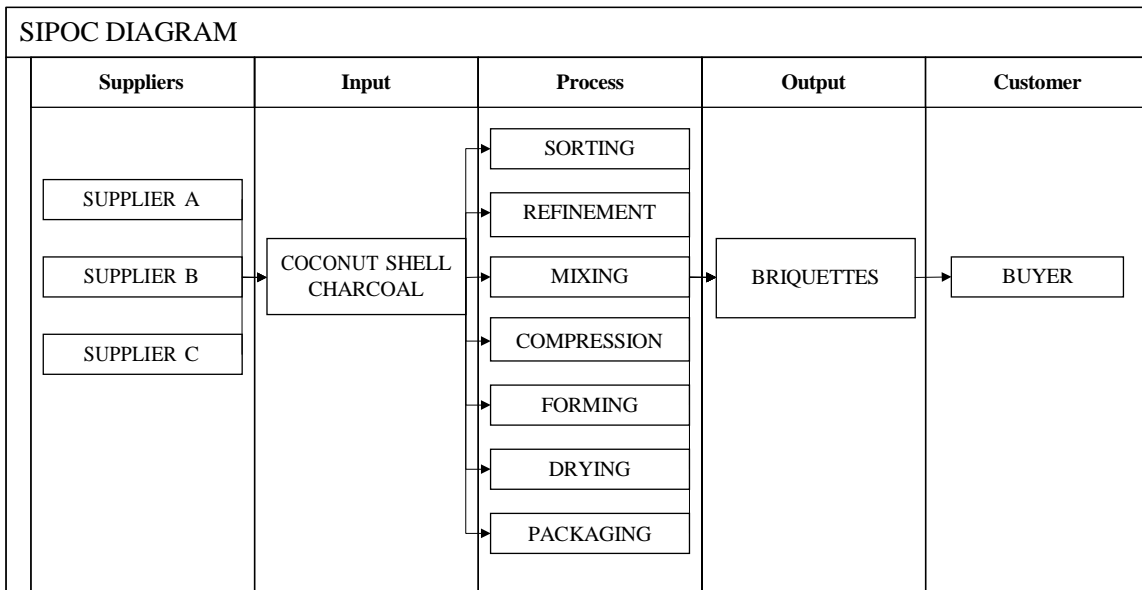 SIPOC DIAGRAM
Suppliers
Input
Process
Output
Customer
SUPPLIER A
SUPPLIER B
SUPPLIER C
COCONUT SHELL
CHARCOAL
SORTING
REFINEMENT
MIXING
COMPRESSION
FORMING
DRYING
PACKAGING
BRIQUETTES
BUYER